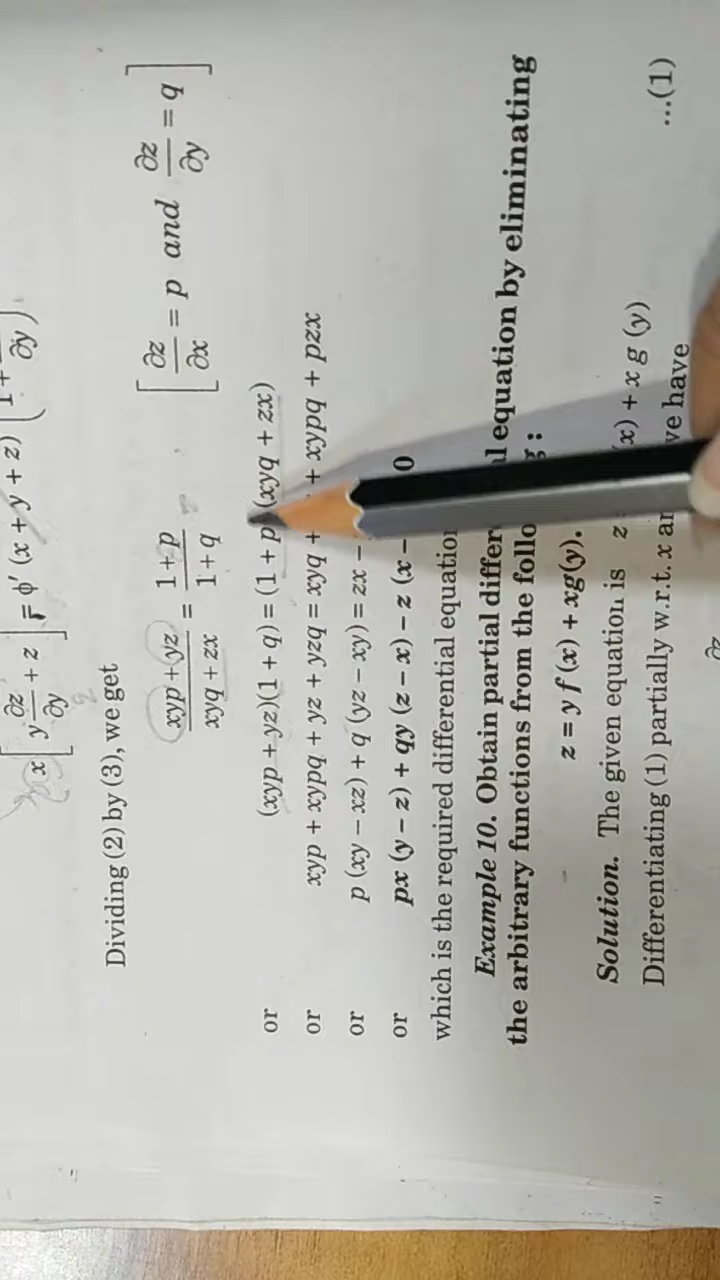 x [ y ∂z/∂y + z ] = φ′ (x + y + z) ( 1 + ∂y )
Dividing (2) by (3), we get
(xyp + yz)/(xyq + zx) = (1 + p)/(1 + q) [ ∂z/∂x = p and ∂z/∂y = q ]
or (xyp + yz)(1 + q) = (1 + p (xyq + zx)
or xyp + xypq + yz + yzq = xyq + + xypq + pzx
or p (xy – xz) + q (yz – xy) = zx –
or px (y – z) + qy (z – x) – z (x – 0
which is the required differential equation
Example 10. Obtain partial differ equation by eliminating
the arbitrary functions from the follo :
z = y f (x) + xg(y).
Solution. The given equation is z (x) + x g (y) ...(1)
Differentiating (1) partially w.r.t. x have
∂z